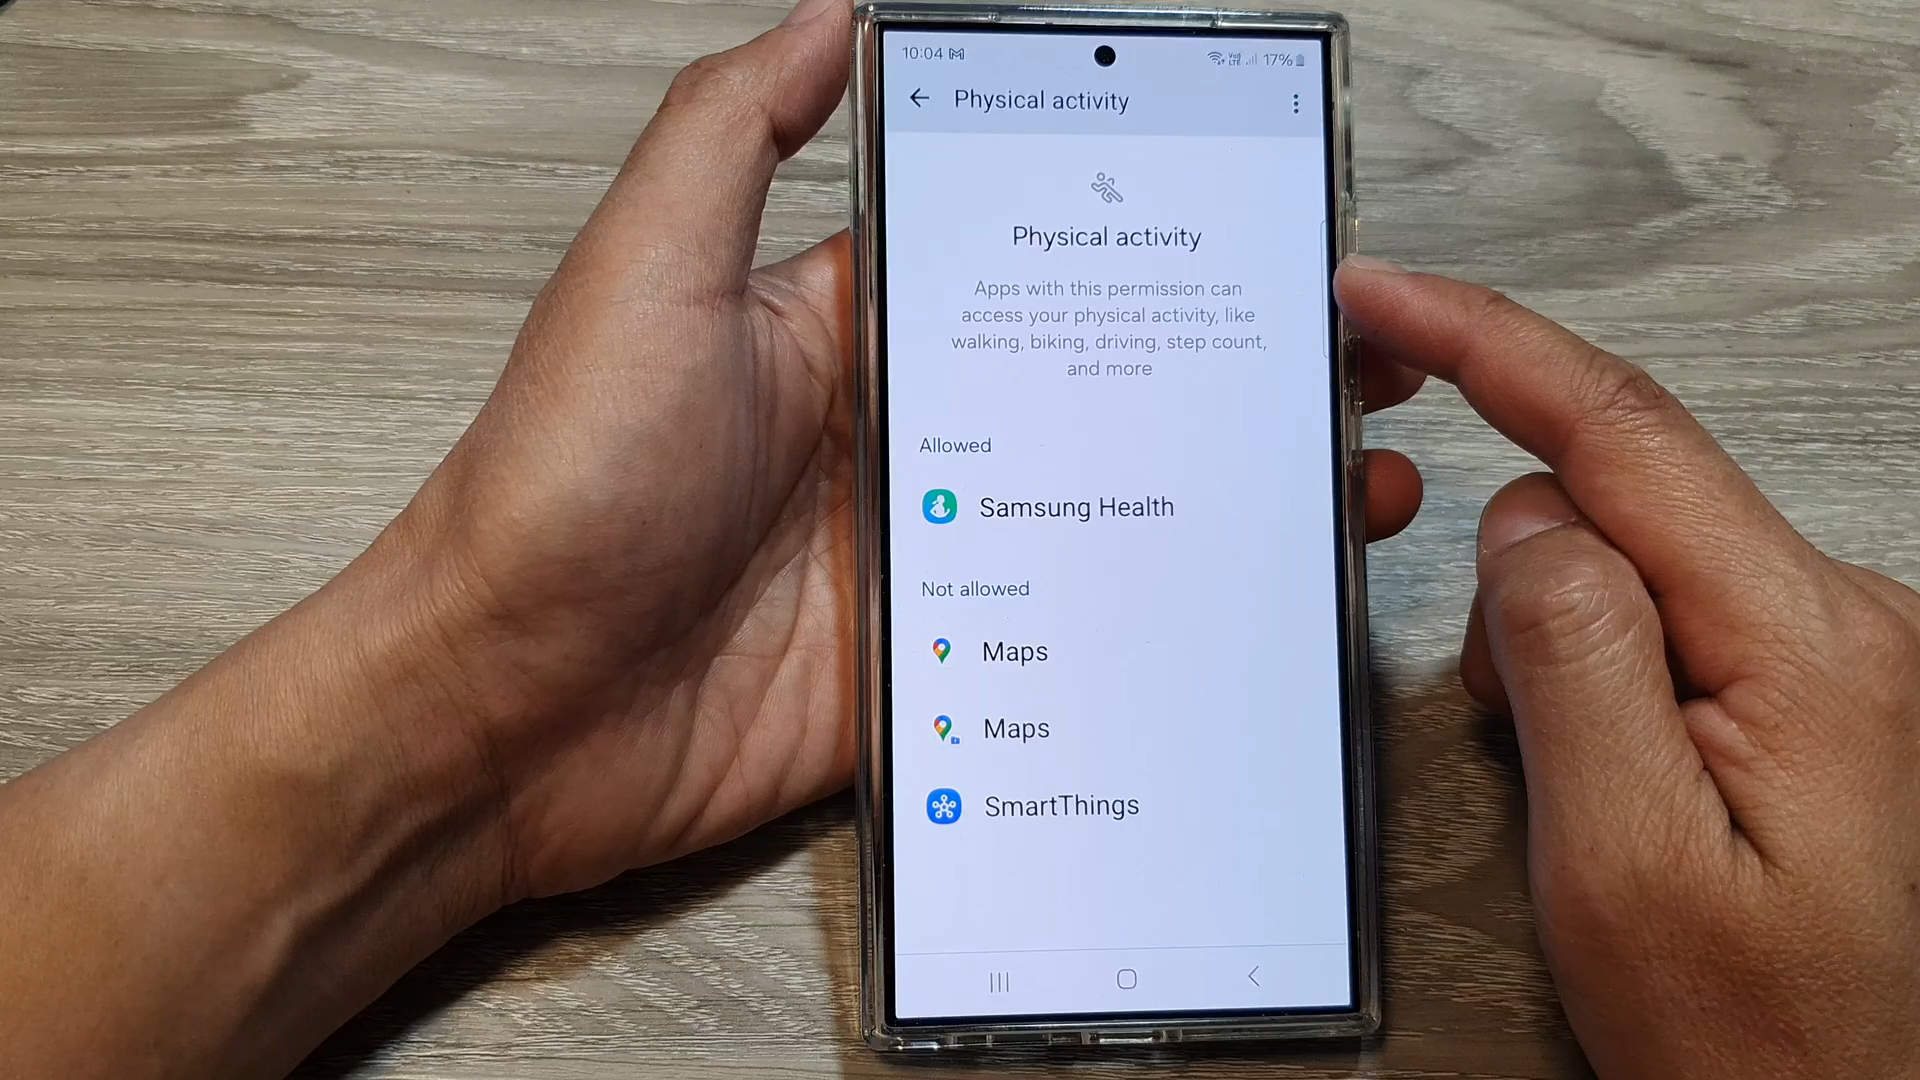 10:04
17%
Physical activity
Physical activity
Apps with this permission can
access your physical activity, like
walking, biking, driving, step count,
and more
Allowed
Samsung Health
Not allowed
Maps
Maps
SmartThings